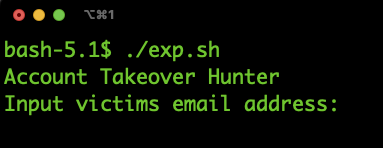 ⌥⌘1
bash-5.1$ ./exp.sh
Account Takeover Hunter
Input victims email address: